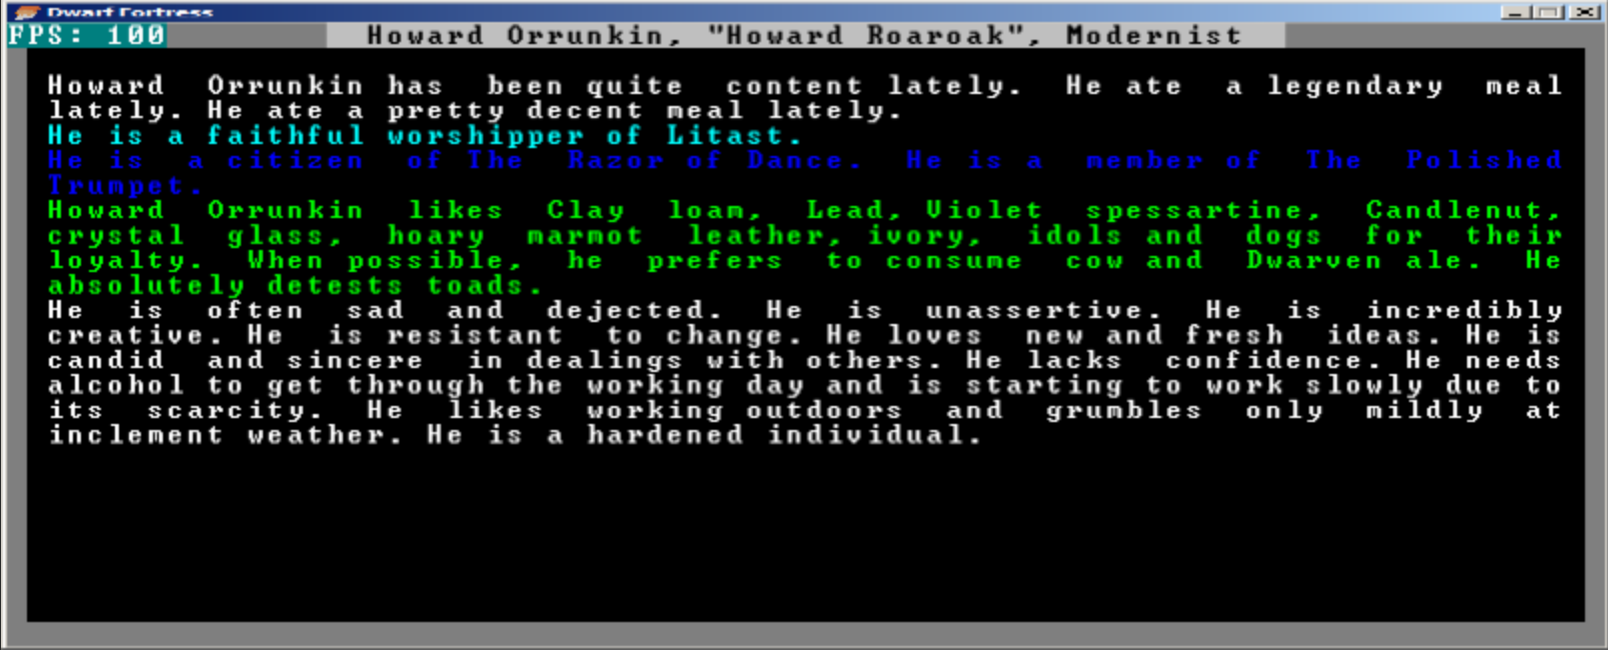 Dwarf Fortress
FPS: 100 Howard Orrunkin, "Howard Roaroak", Modernist
Howard Orrunkin has been quite content lately. He ate a legendary meal
lately. He ate a pretty decent meal lately.
He is a faithful worshipper of Litast.
He is a citizen of The Razor of Dance. He is a member of The Polished
Trumpet.
Howard Orrunkin likes Clay loam, Lead, Violet spessartine, Candlenut,
crystal glass, hoary marmot leather, ivory, idols and dogs for their
loyalty. When possible, he prefers to consume cow and Dwarven ale. He
absolutely detests toads.
He is often sad and dejected. He is unassertive. He is incredibly
creative. He is resistant to change. He loves new and fresh ideas. He is
candid and sincere in dealings with others. He lacks confidence. He needs
alcohol to get through the working day and is starting to work slowly due to
its scarcity. He likes working outdoors and grumbles only mildly at
inclement weather. He is a hardened individual.